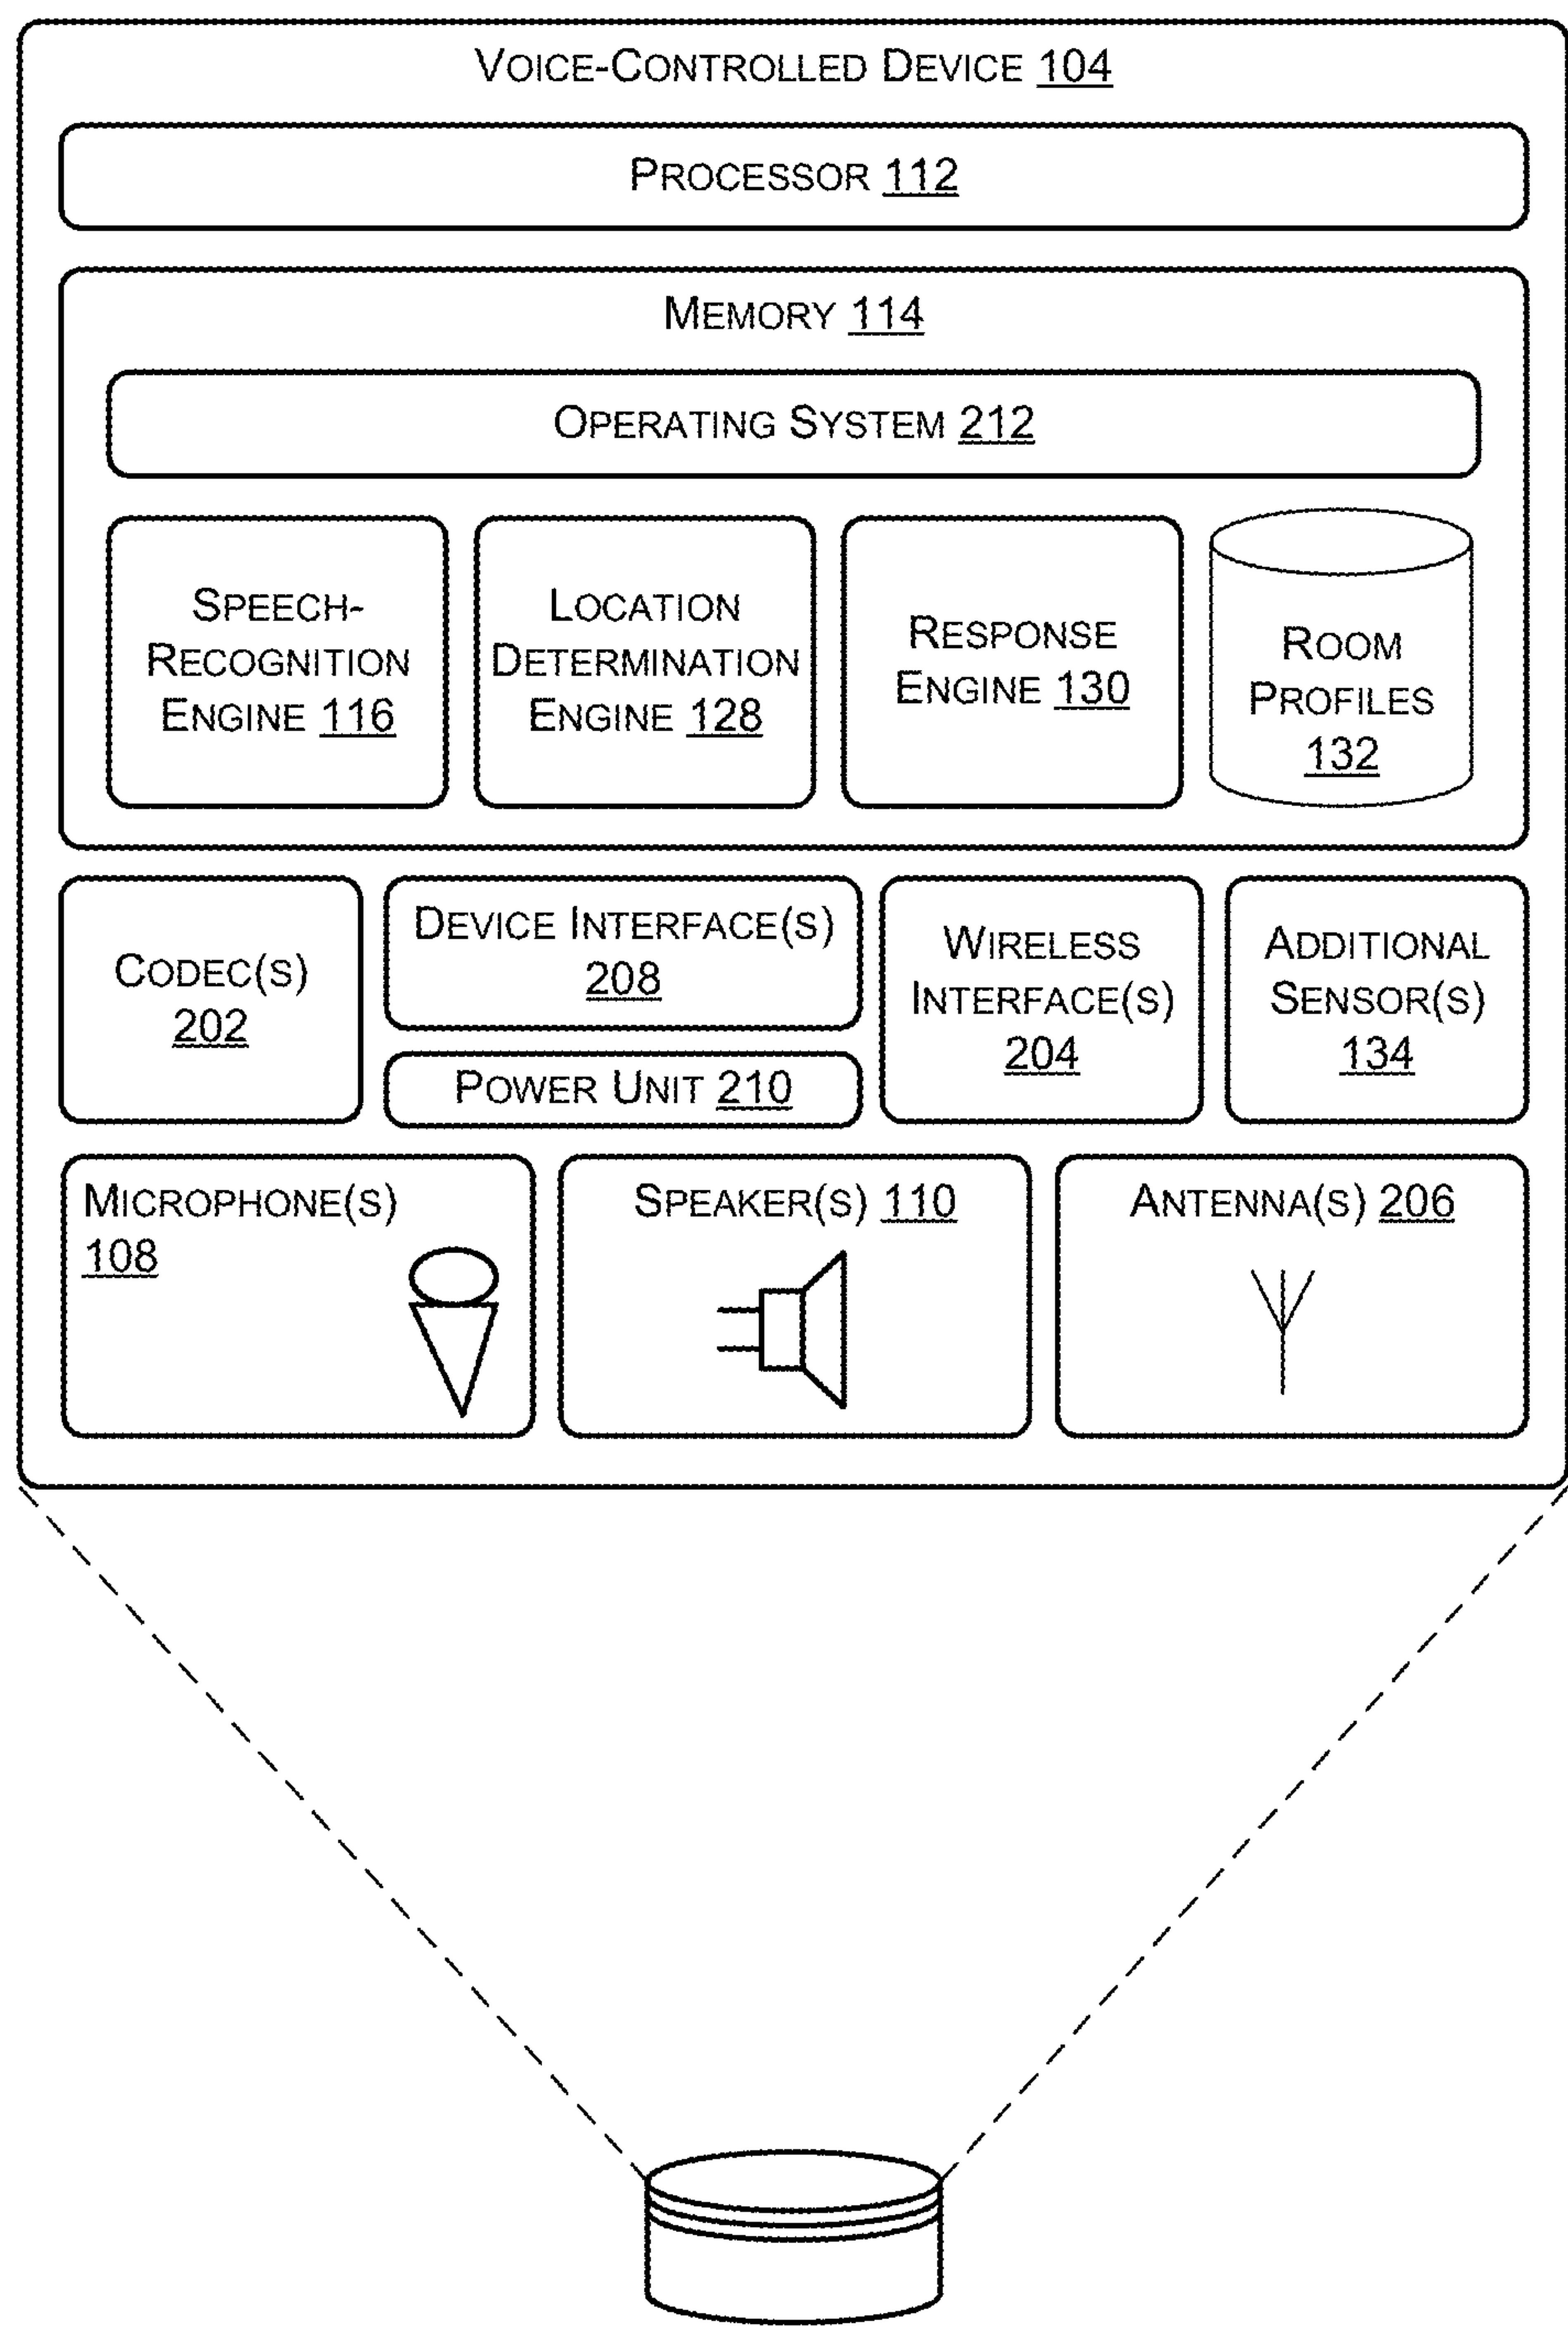 VOICE-CONTROLLED DEVICE 104
PROCESSOR 112
MEMORY 114
OPERATING SYSTEM 212
SPEECH-
RECOGNITION
ENGINE 116
LOCATION
DETERMINATION
ENGINE 128
RESPONSE
ENGINE 130
ROOM
PROFILES
132
CODEC(S)
202
DEVICE INTERFACE(S)
208
POWER UNIT 210
WIRELESS
INTERFACE(S)
204
ADDITIONAL
SENSOR(S)
134
MICROPHONE(S)
108
SPEAKER(S) 110
ANTENNA(S) 206